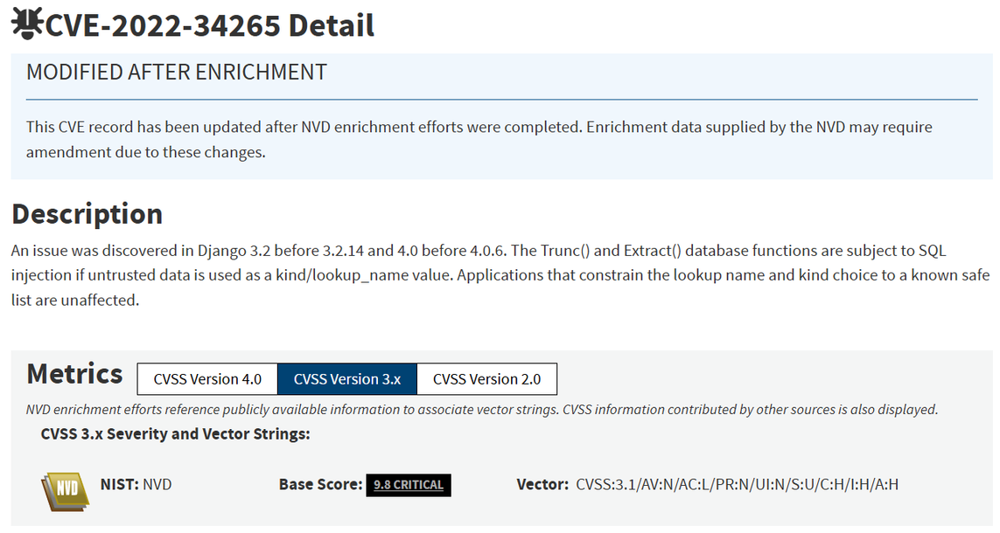 CVE-2022-34265 Detail
MODIFIED AFTER ENRICHMENT
This CVE record has been updated after NVD enrichment efforts were completed. Enrichment data supplied by the NVD may require
amendment due to these changes.
Description
An issue was discovered in Django 3.2 before 3.2.14 and 4.0 before 4.0.6. The Trunc() and Extract() database functions are subject to SQL
injection if untrusted data is used as a kind/lookup_name value. Applications that constrain the lookup name and kind choice to a known safe
list are unaffected.
Metrics CVSS Version 4.0 CVSS Version 3.x CVSS Version 2.0
NVD enrichment efforts reference publicly available information to associate vector strings. CVSS information contributed by other sources is also displayed.
CVSS 3.x Severity and Vector Strings:
NVD NIST: NVD Base Score: 9.8 CRITICAL Vector: CVSS:3.1/AV:N/AC:L/PR:N/UI:N/S:U/C:H/I:H/A:H